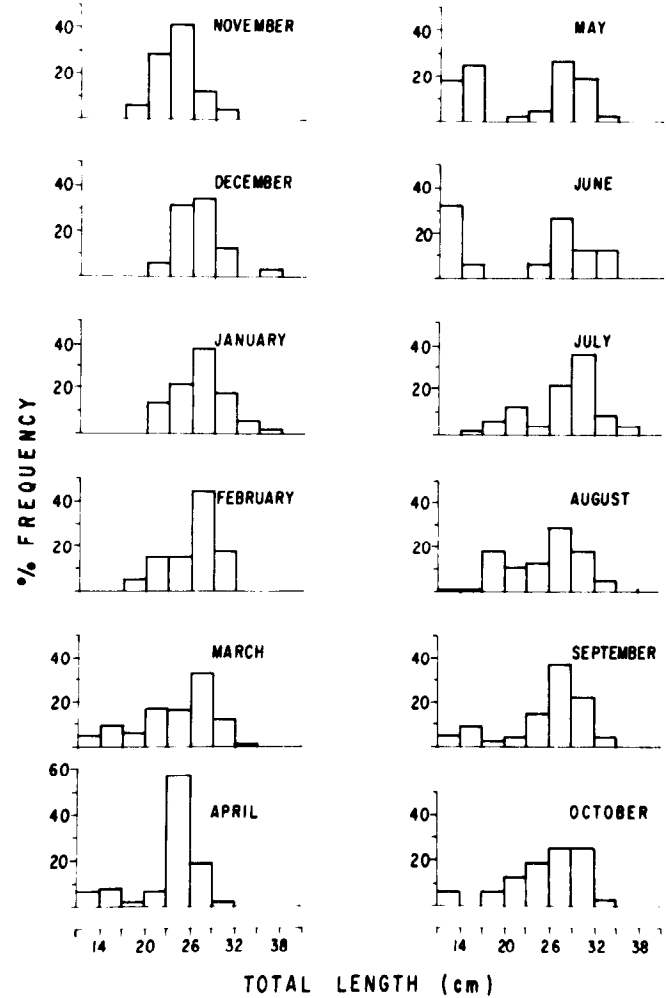 NOVEMBER
40
20
MAY
40
20
DECEMBER
40
20
JUNE
40
20
JANUARY
40
20
JULY
40
20
FEBRUARY
40
20
AUGUST
40
20
MARCH
40
20
SEPTEMBER
40
20
APRIL
60
40
20
OCTOBER
40
20
% FREQUENCY
14 20 26 32 38
14 20 26 32 38
TOTAL LENGTH (cm)